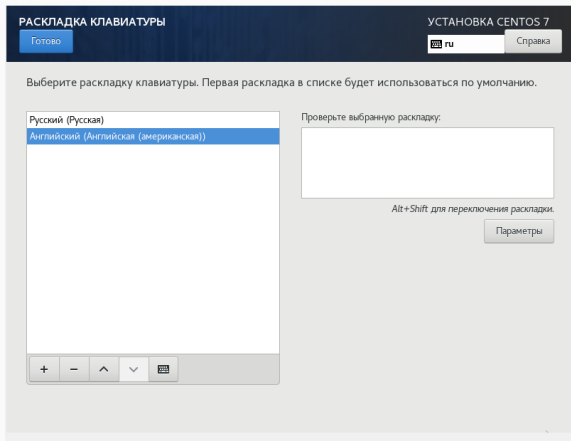 РАСКЛАДКА КЛАВИАТУРЫ
УСТАНОВКА CENTOS 7
Готово
ru
Справка
Выберите раскладку клавиатуры. Первая раскладка в списке будет использоваться по умолчанию.
Русский (Русская)
Английский (Английская (американская))
Проверьте выбранную раскладку:
Alt+Shift для переключения раскладки.
Параметры